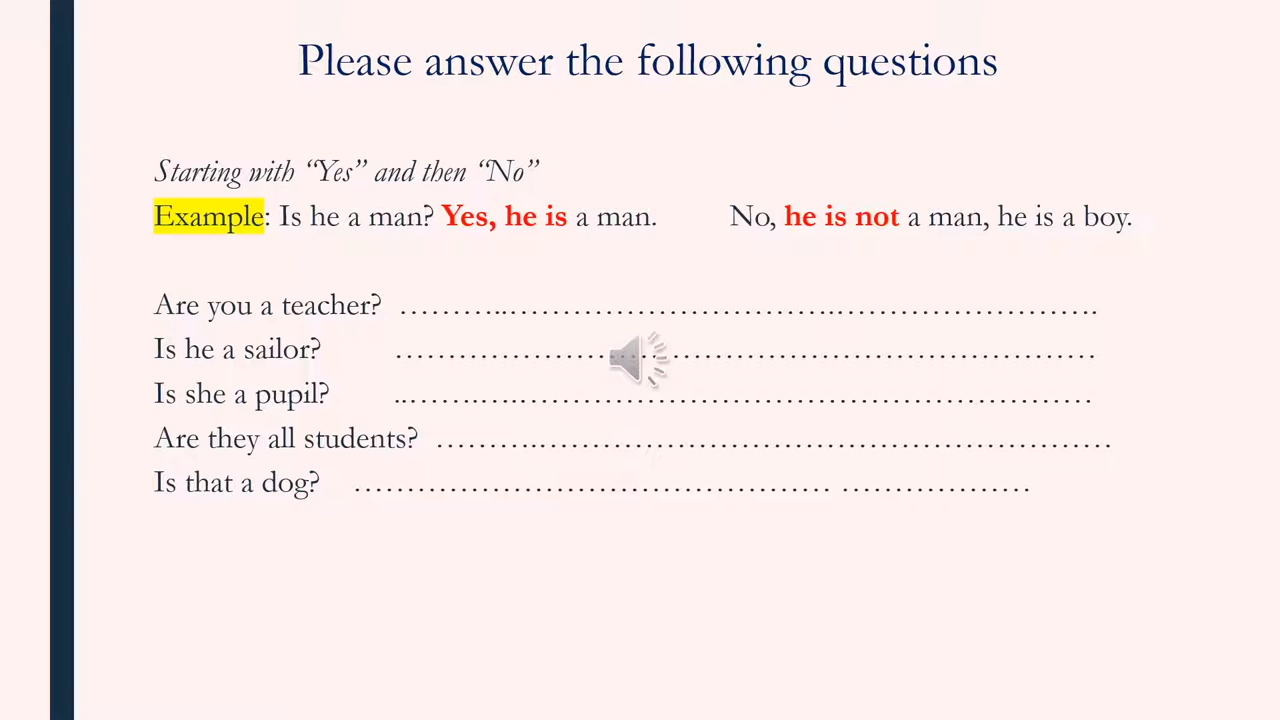 Please answer the following questions
Starting with “Yes” and then “No”
Example: Is he a man? Yes, he is a man. No, he is not a man, he is a boy.
Are you a teacher? ………..……………………………….…………………………
Is he a sailor? ………………………………………………………………………
Is she a pupil? ..…….….…………………………………………………………
Are they all students? ……….…………………………………………………………
Is that a dog? ……………………………………………… …………………